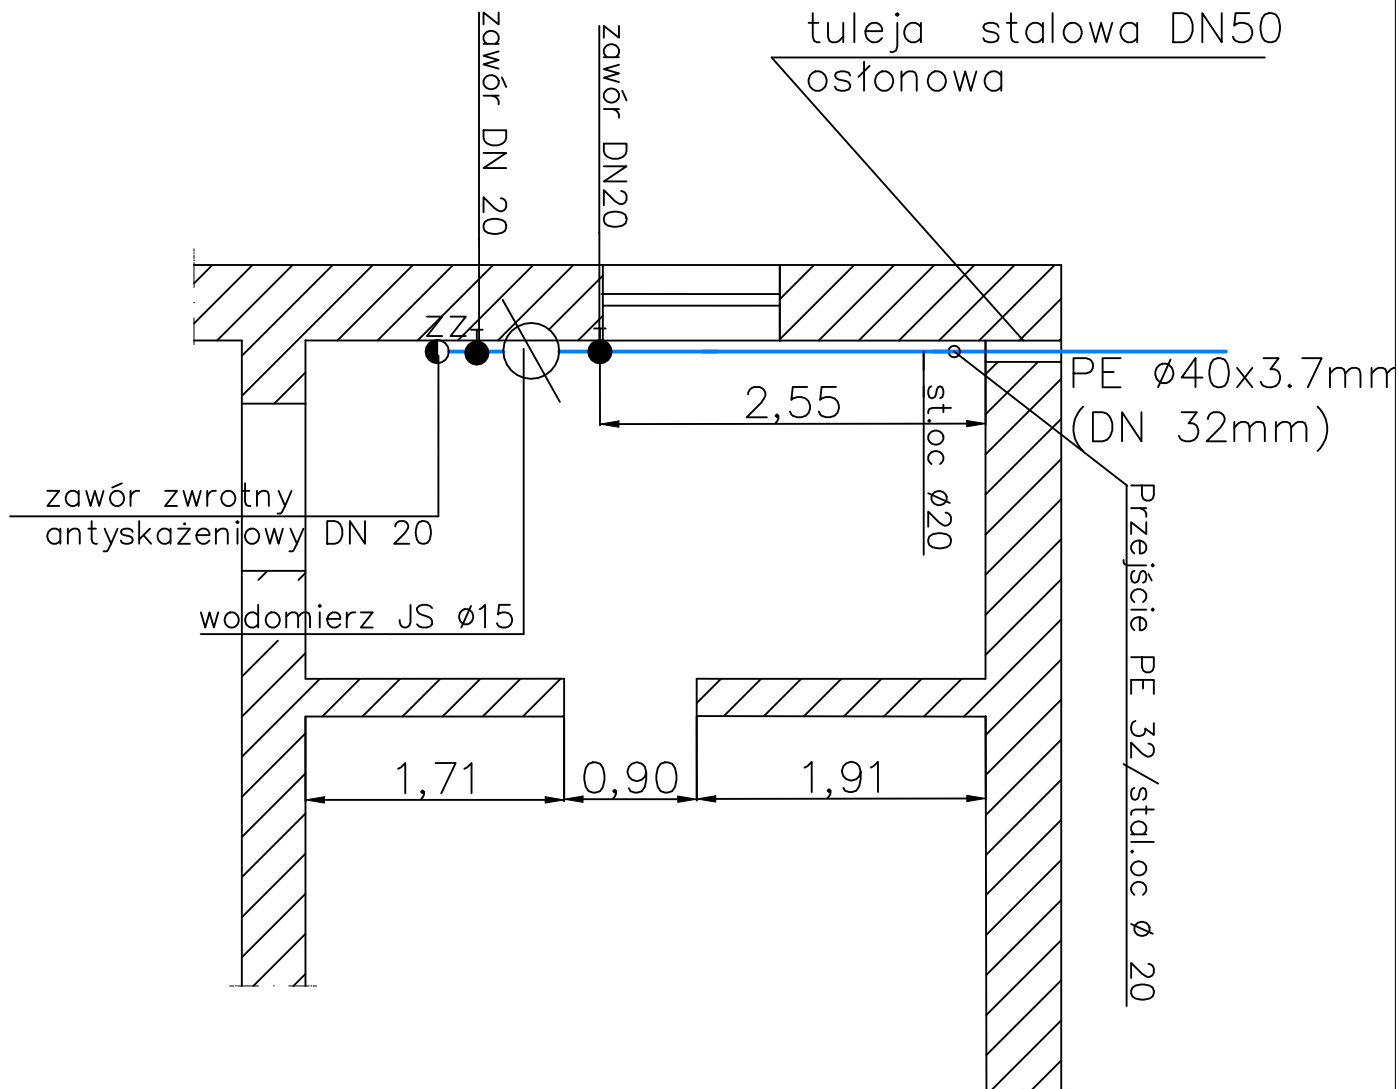 zawór DN 20
zawór DN20
tuleja stalowa DN50
osłonowa
ZZ
PE ø40x3.7mm
(DN 32mm)
2,55
st.oc ø20
zawór zwrotny
antyskażeniowy DN 20
wodomierz JS ø15
Przejście PE 32/stal.oc ø 20
1,71
0,90
1,91